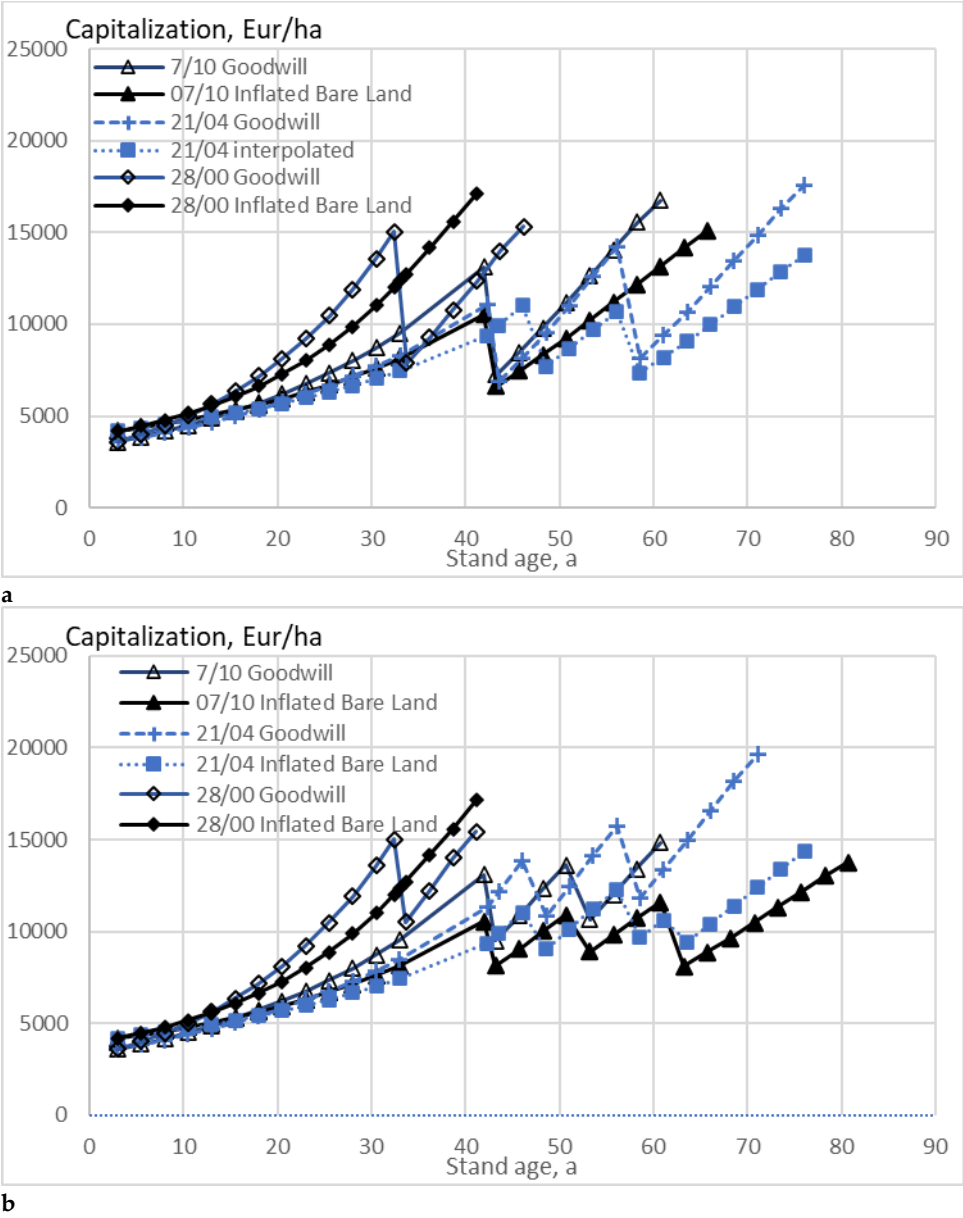 Capitalization, Eur/ha
25000
7/10 Goodwill
07/10 Inflated Bare Land
21/04 Goodwill
20000
21/04 interpolated
28/00 Goodwill
28/00 Inflated Bare Land
15000
10000
5000
0
0 10 20 30 40 50 60 70 80 90
Stand age, a
a
Capitalization, Eur/ha
25000
7/10 Goodwill
07/10 Inflated Bare Land
21/04 Goodwill
20000
21/04 Inflated Bare Land
28/00 Goodwill
28/00 Inflated Bare Land
15000
10000
5000
0
0 10 20 30 40 50 60 70 80 90
Stand age, a
b